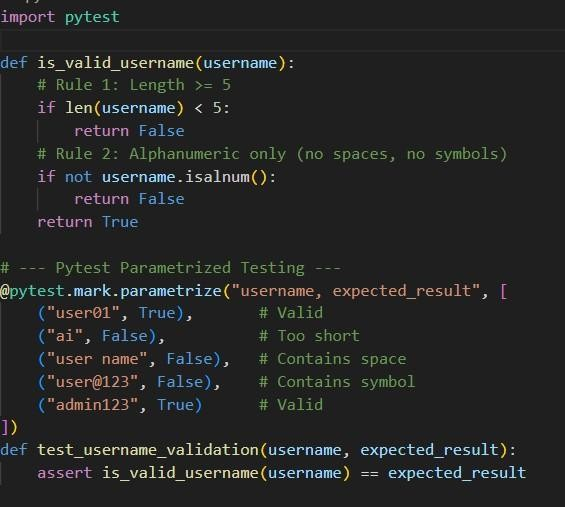 import pytest

def is_valid_username(username):
    # Rule 1: Length >= 5
    if len(username) < 5:
        return False
    # Rule 2: Alphanumeric only (no spaces, no symbols)
    if not username.isalnum():
        return False
    return True

# --- Pytest Parametrized Testing ---
@pytest.mark.parametrize("username, expected_result", [
    ("user01", True),       # Valid
    ("ai", False),          # Too short
    ("user name", False),   # Contains space
    ("user@123", False),    # Contains symbol
    ("admin123", True)      # Valid
])
def test_username_validation(username, expected_result):
    assert is_valid_username(username) == expected_result